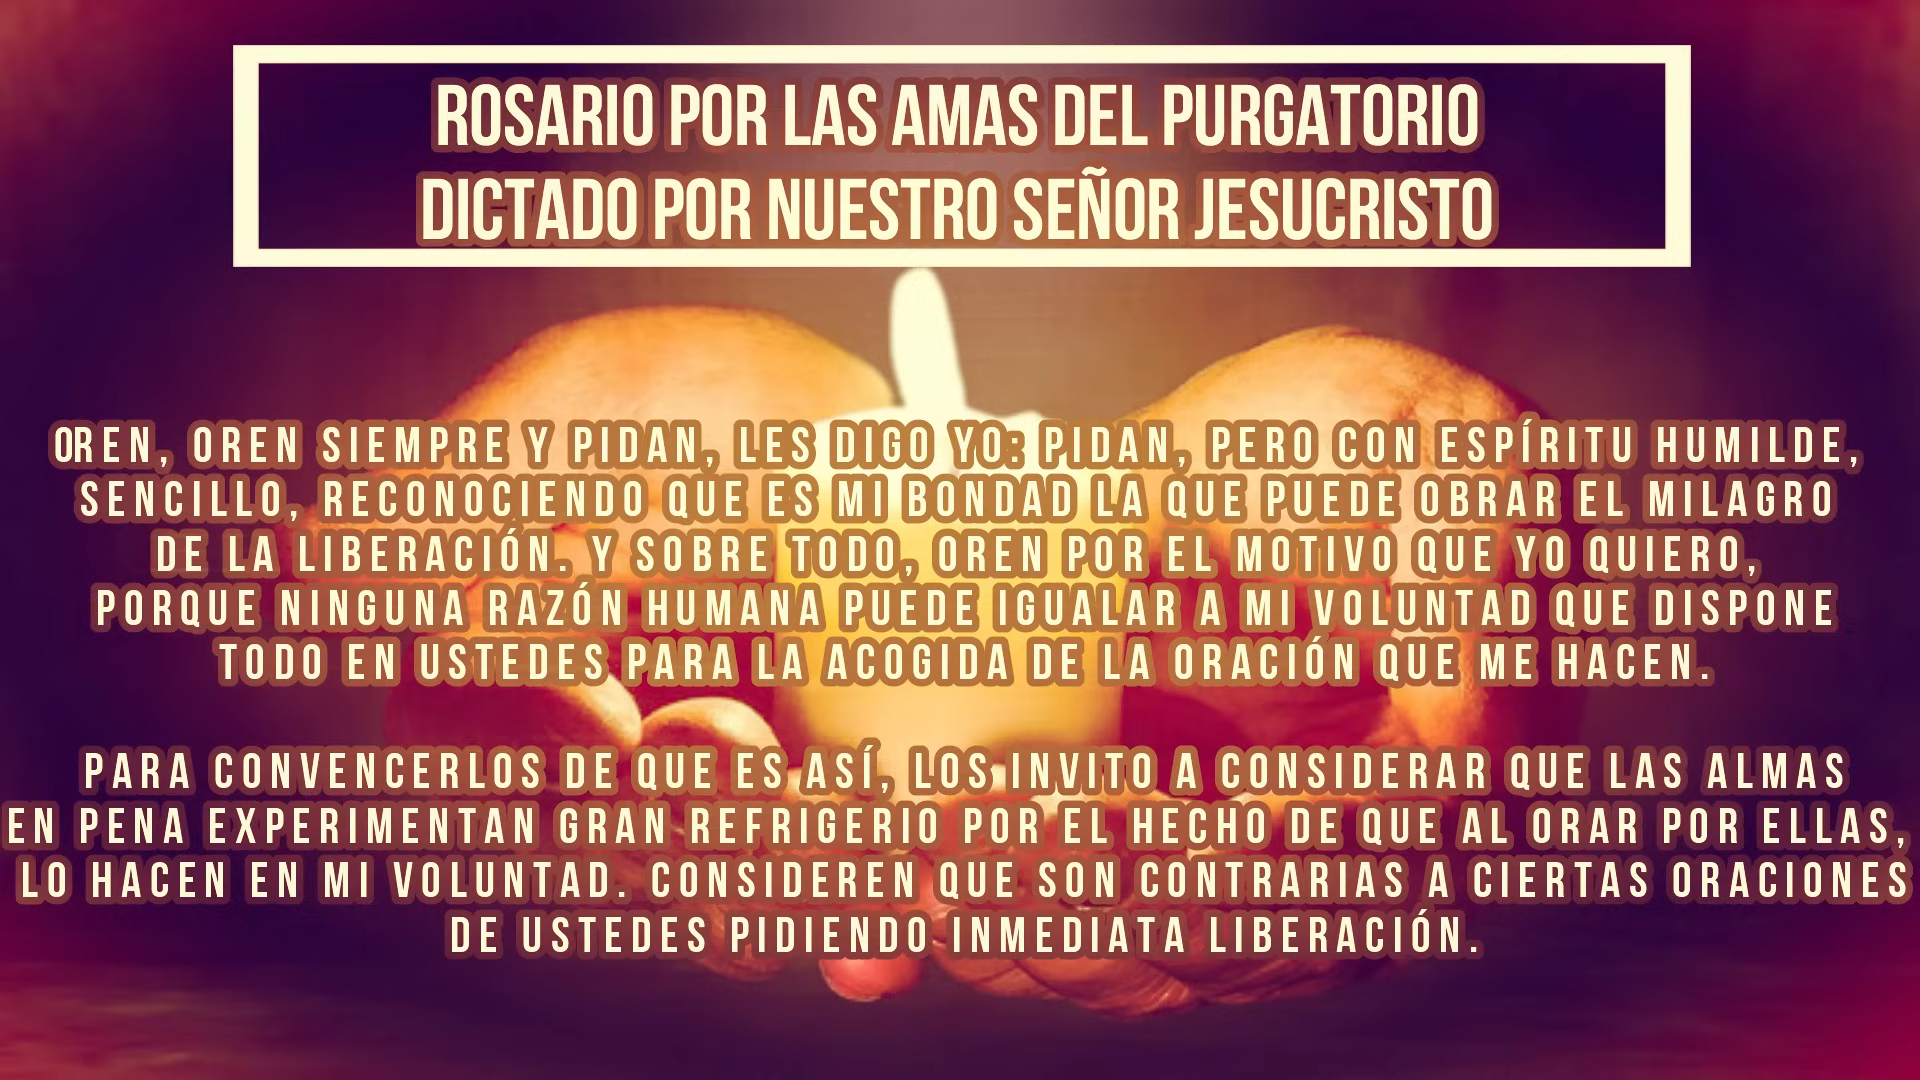 ROSARIO POR LAS AMAS DEL PURGATORIO
DICTADO POR NUESTRO SEÑOR JESUCRISTO
OREN, OREN SIEMPRE Y PIDAN, LES DIGO YO: PIDAN, PERO CON ESPÍRITU HUMILDE,
SENCILLO, RECONOCIENDO QUE ES MI BONDAD LA QUE PUEDE OBRAR EL MILAGRO
DE LA LIBERACIÓN. Y SOBRE TODO, OREN POR EL MOTIVO QUE YO QUIERO,
PORQUE NINGUNA RAZÓN HUMANA PUEDE IGUALAR A MI VOLUNTAD QUE DISPONE
TODO EN USTEDES PARA LA ACOGIDA DE LA ORACIÓN QUE ME HACEN.
PARA CONVENCERLOS DE QUE ES ASÍ, LOS INVITO A CONSIDERAR QUE LAS ALMAS
EN PENA EXPERIMENTAN GRAN REFRIGERIO POR EL HECHO DE QUE AL ORAR POR ELLAS,
LO HACEN EN MI VOLUNTAD. CONSIDEREN QUE SON CONTRARIAS A CIERTAS ORACIONES
DE USTEDES PIDIENDO INMEDIATA LIBERACIÓN.